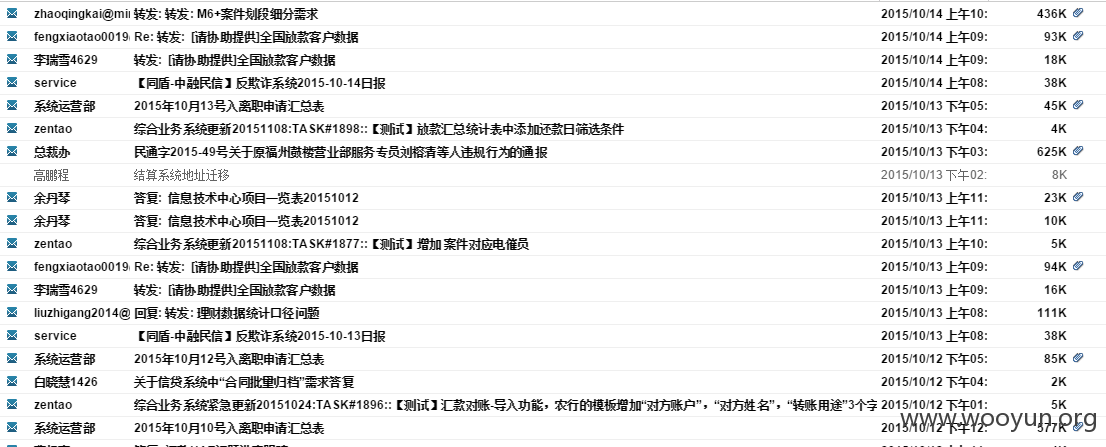 zhaoqingkai@mi 转发: 转发: M6+案件划段细分需求 2015/10/14 上午10: 436K
fengxiaotao0019 Re: 转发: [请协助提供]全国放款客户数据 2015/10/14 上午09: 93K
李瑞雪4629 转发: [请协助提供]全国放款客户数据 2015/10/14 上午09: 18K
service 【同盾-中融民信】反欺诈系统2015-10-14日报 2015/10/14 上午08: 38K
系统运营部 2015年10月13号入离职申请汇总表 2015/10/13 下午05: 45K
zentao 综合业务系统更新20151108:TASK#1898::【测试】放款汇总统计表中添加还款日筛选条件 2015/10/13 下午04: 4K
总裁办 民通字2015-49号关于原福州鼓楼营业部服务专员刘榕清等人违规行为的通报 2015/10/13 下午03: 625K
高鹏程 结算系统地址迁移 2015/10/13 下午02: 8K
余丹琴 答复: 信息技术中心项目一览表20151012 2015/10/13 上午11: 23K
余丹琴 答复: 信息技术中心项目一览表20151012 2015/10/13 上午11: 10K
zentao 综合业务系统更新20151108:TASK#1877::【测试】增加 案件对应电催员 2015/10/13 上午10: 5K
fengxiaotao0019 Re: 转发: [请协助提供]全国放款客户数据 2015/10/13 上午09: 94K
李瑞雪4629 转发: [请协助提供]全国放款客户数据 2015/10/13 上午09: 16K
liuzhigang2014@ 回复: 转发: 理财数据统计口径问题 2015/10/13 上午08: 111K
service 【同盾-中融民信】反欺诈系统2015-10-13日报 2015/10/13 上午08: 38K
系统运营部 2015年10月12号入离职申请汇总表 2015/10/12 下午05: 85K
白晓慧1426 关于信贷系统中“合同批量归档”需求答复 2015/10/12 下午04: 2K
zentao 综合业务系统紧急更新20151024:TASK#1896::【测试】汇款对账-导入功能，农行的模板增加“对方账户”，“对方姓名”，“转账用途”3个字 2015/10/12 下午01: 5K
系统运营部 2015年10月10号入离职申请汇总表 2015/10/12 下午12: 577K
www.wooyun.org